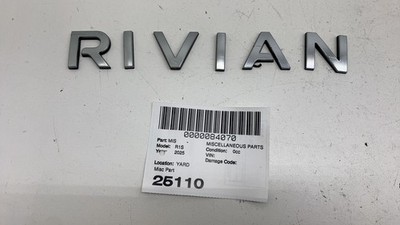 RIVIAN
0000084070
Part: MIS MISCELLANEOUS PARTS
Model: R1S Condition: 0cc
Year: 2025 VIN:
Damage Code:
Location: YARD
Misc Part
25110